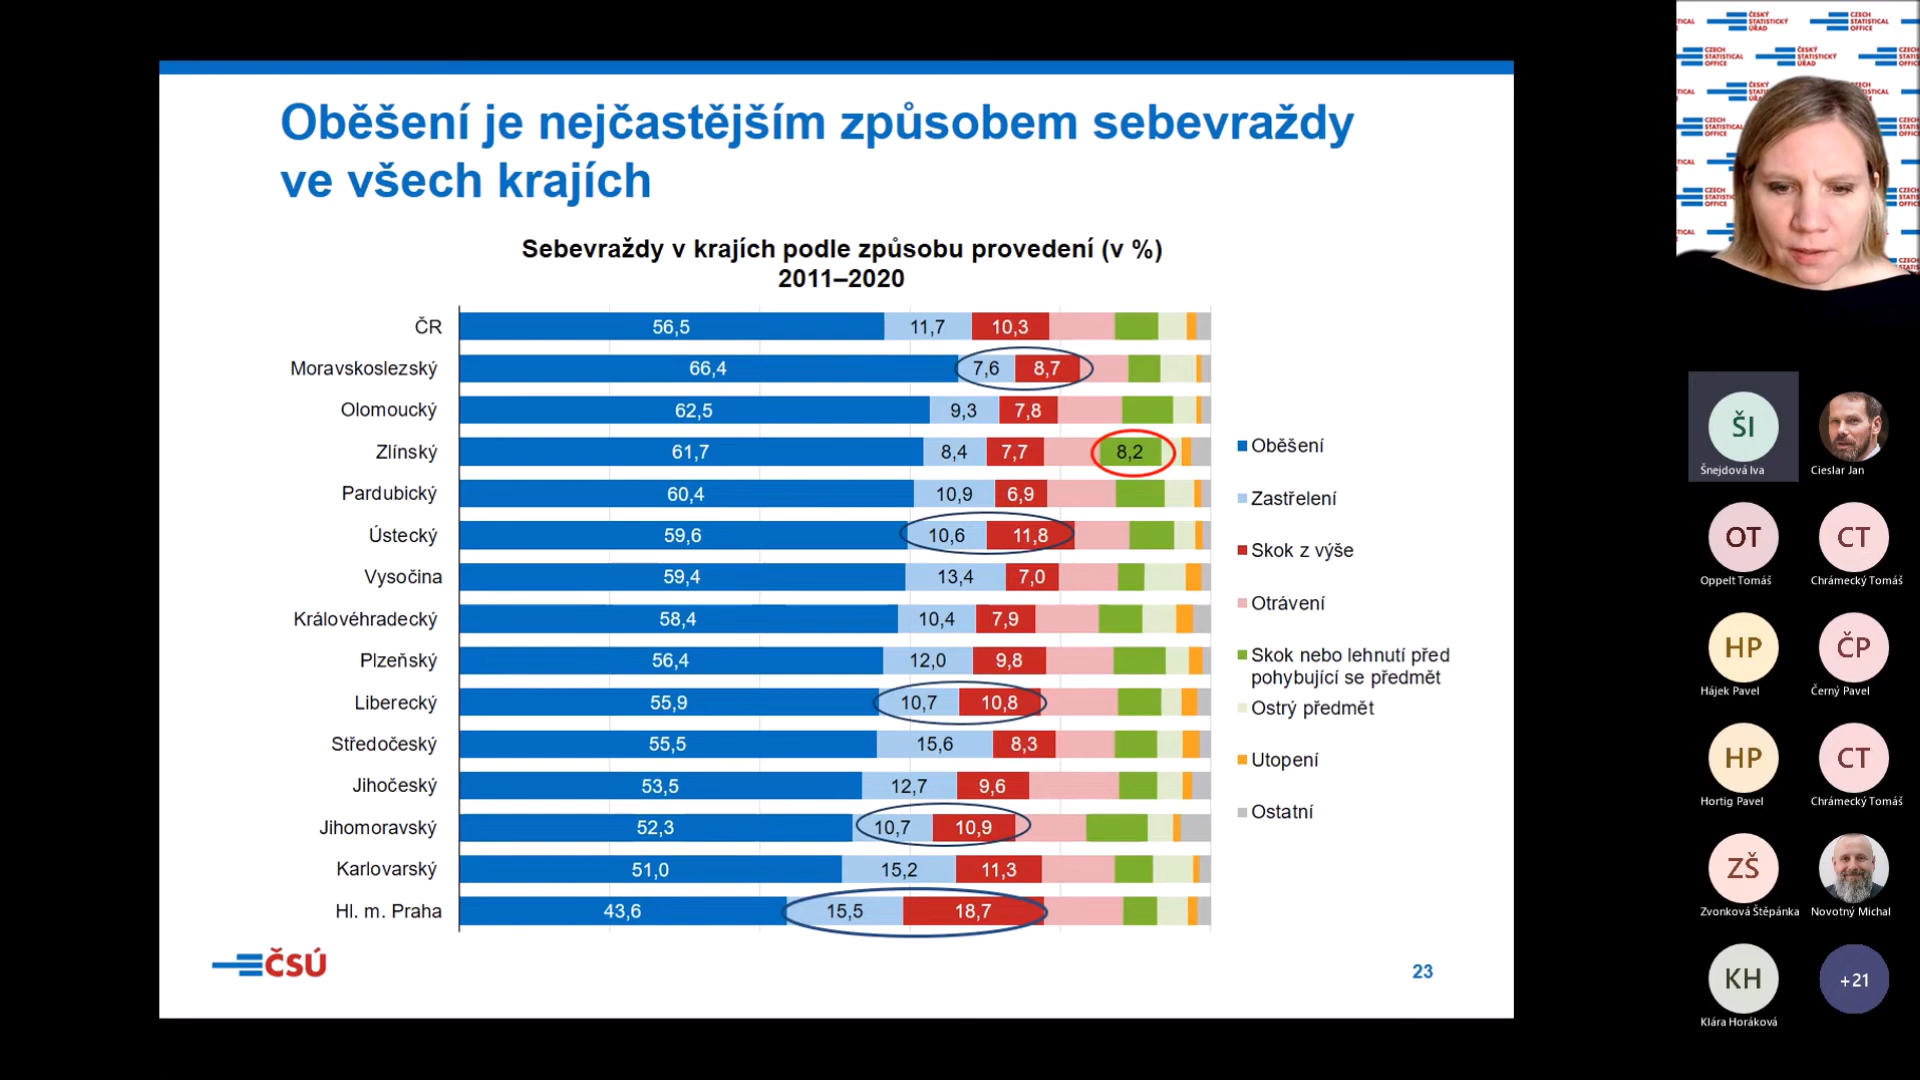 Oběšení je nejčastějším způsobem sebevraždy
ve všech krajích
Sebevraždy v krajích podle způsobu provedení (v %)
2011–2020
ČR 56,5 11,7 10,3
Moravskoslezský 66,4 7,6 8,7
Olomoucký 62,5 9,3 7,8
Zlínský 61,7 8,4 7,7 8,2
Pardubický 60,4 10,9 6,9
Ústecký 59,6 10,6 11,8
Vysočina 59,4 13,4 7,0
Královéhradecký 58,4 10,4 7,9
Plzeňský 56,4 12,0 9,8
Liberecký 55,9 10,7 10,8
Středočeský 55,5 15,6 8,3
Jihočeský 53,5 12,7 9,6
Jihomoravský 52,3 10,7 10,9
Karlovarský 51,0 15,2 11,3
Hl. m. Praha 43,6 15,5 18,7
Oběšení
Zastřelení
Skok z výše
Otrávení
Skok nebo lehnutí před
pohybující se předmět
Ostrý předmět
Utopení
Ostatní
ČSÚ
23
ČESKÝ
STATISTICKÝ
ÚŘAD
CZECH
STATISTICAL
OFFICE
ŠI
Šnejdová Iva
Cieslar Jan
OT
Oppelt Tomáš
CT
Chrámecký Tomáš
HP
Hájek Pavel
ČP
Černý Pavel
HP
Hortig Pavel
CT
Chrámecký Tomáš
ZŠ
Zvonková Štěpánka
Novotný Michal
KH
Klára Horáková
+21